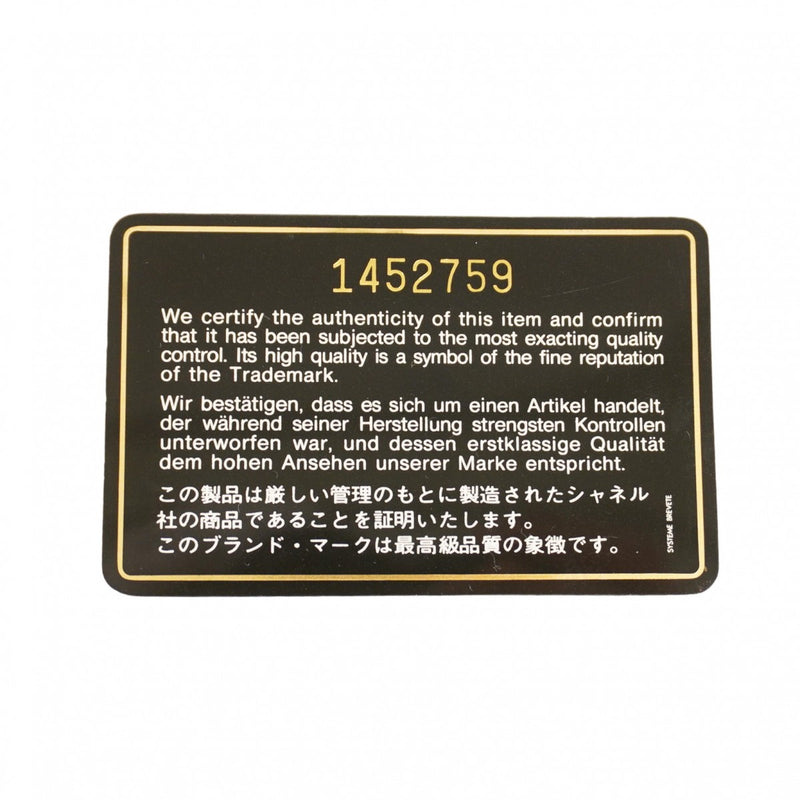 1452759
We certify the authenticity of this item and confirm
that it has been subjected to the most exacting quality
control. Its high quality is a symbol of the fine reputation
of the Trademark.
Wir bestätigen, dass es sich um einen Artikel handelt,
der während seiner Herstellung strengsten Kontrollen
unterworfen war, und dessen erstklassige Qualität
dem hohen Ansehen unserer Marke entspricht.
この製品は厳しい管理のもとに製造されたシャネル
社の商品であることを証明いたします。
このブランド・マークは最高級品質の象徴です。
SYSTEME BREVETE